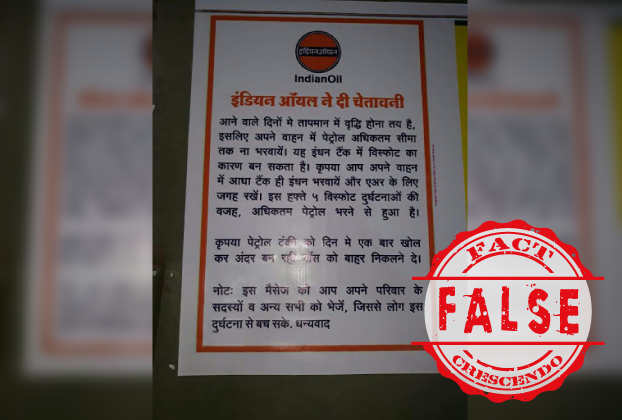 इंडियनऑयल
IndianOil
इंडियन ऑयल ने दी चेतावनी
आने वाले दिनों मे तापमान में वृद्धि होना तय है,
इसलिए अपने वाहन में पेट्रोल अधिकतम सीमा
तक ना भरवायें। यह इंधन टैंक में विस्फोट का
कारण बन सकता है। कृपया आप अपने वाहन
में आधा टैंक ही इंधन भरवायें और एअर के लिए
जगह रखें। इस हफ्ते ५ विस्फोट दुर्घटनाओं की
वजह, अधिकतम पेट्रोल भरने से हुआ है।
कृपया पेट्रोल टंकी को दिन मे एक बार खोल
कर अंदर बन रही गॅस को बाहर निकलने दे।
नोटः इस मैसेज को आप अपने परिवार के
सदस्यों व अन्य सभी को भेजें, जिससे लोग इस
दुर्घटना से बच सके. धन्यवाद
FACT
FALSE
CRESCENDO